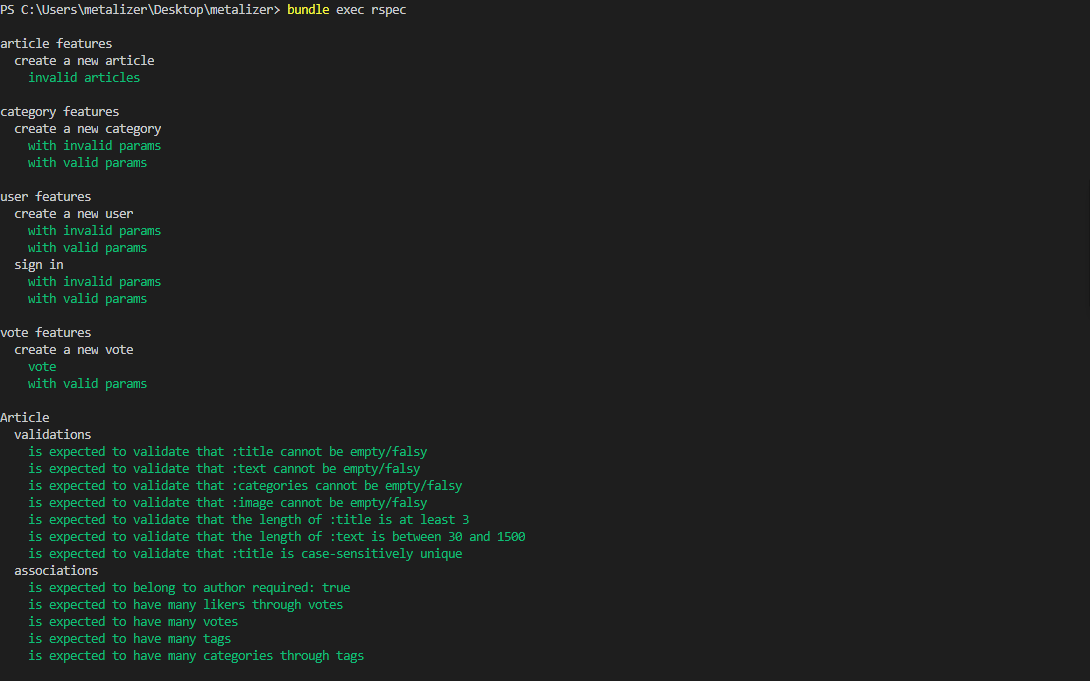 PS C:\Users\metalizer\Desktop\metalizer> bundle exec rspec
article features
create a new article
invalid articles
category features
create a new category
with invalid params
with valid params
user features
create a new user
with invalid params
with valid params
sign in
with invalid params
with valid params
vote features
create a new vote
vote
with valid params
Article
validations
is expected to validate that :title cannot be empty/falsy
is expected to validate that :text cannot be empty/falsy
is expected to validate that :categories cannot be empty/falsy
is expected to validate that :image cannot be empty/falsy
is expected to validate that the length of :title is at least 3
is expected to validate that the length of :text is between 30 and 1500
is expected to validate that :title is case-sensitively unique
associations
is expected to belong to author required: true
is expected to have many likers through votes
is expected to have many votes
is expected to have many tags
is expected to have many categories through tags